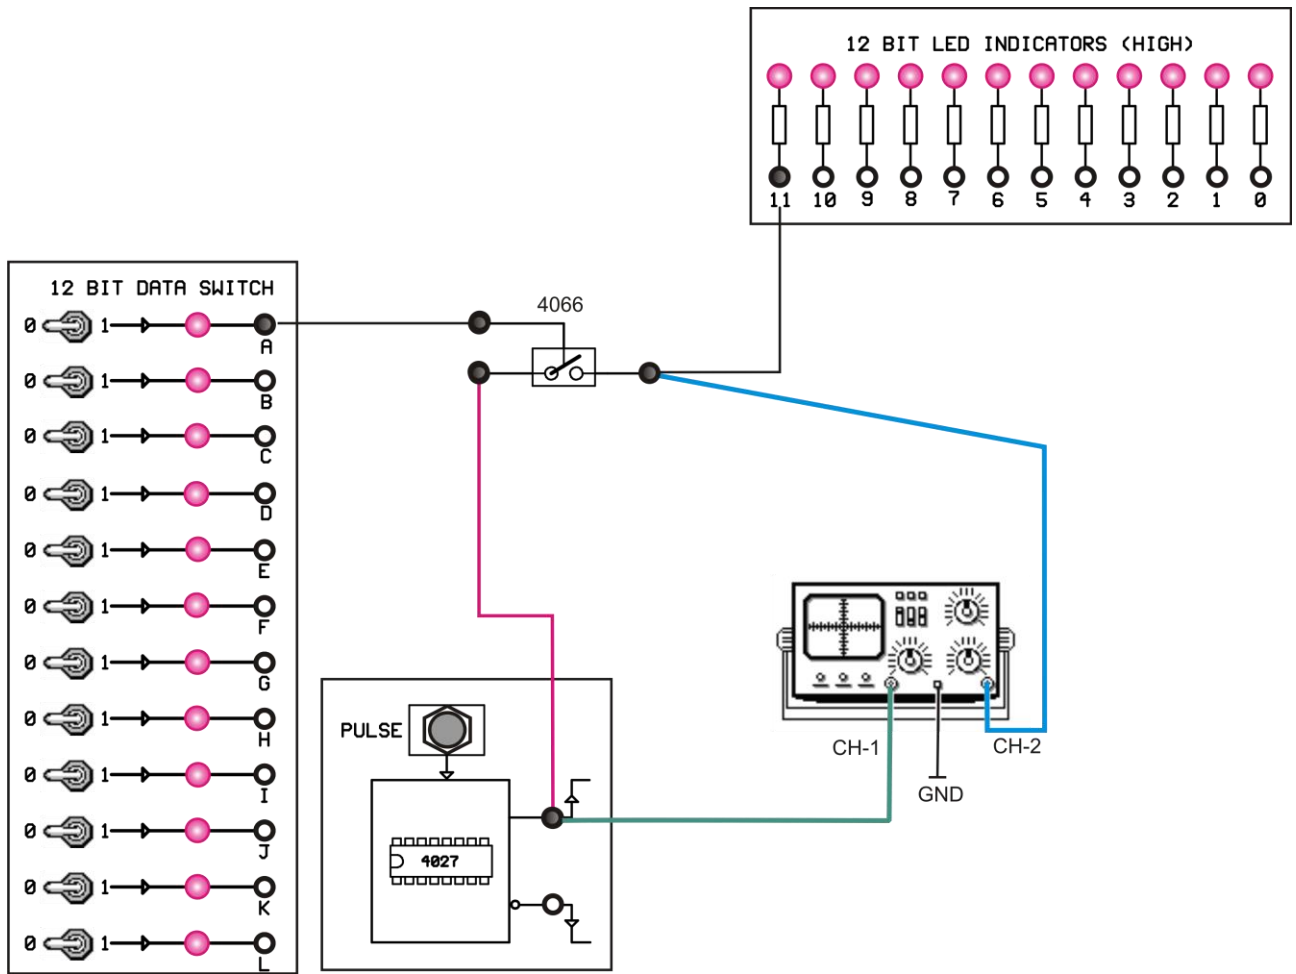 12 BIT LED INDICATORS (HIGH)
11 10 9 8 7 6 5 4 3 2 1 0
12 BIT DATA SWITCH
0 1 A
0 1 B
0 1 C
0 1 D
0 1 E
0 1 F
0 1 G
0 1 H
0 1 I
0 1 J
0 1 K
0 1 L
4066
PULSE
4027
CH-1
CH-2
GND